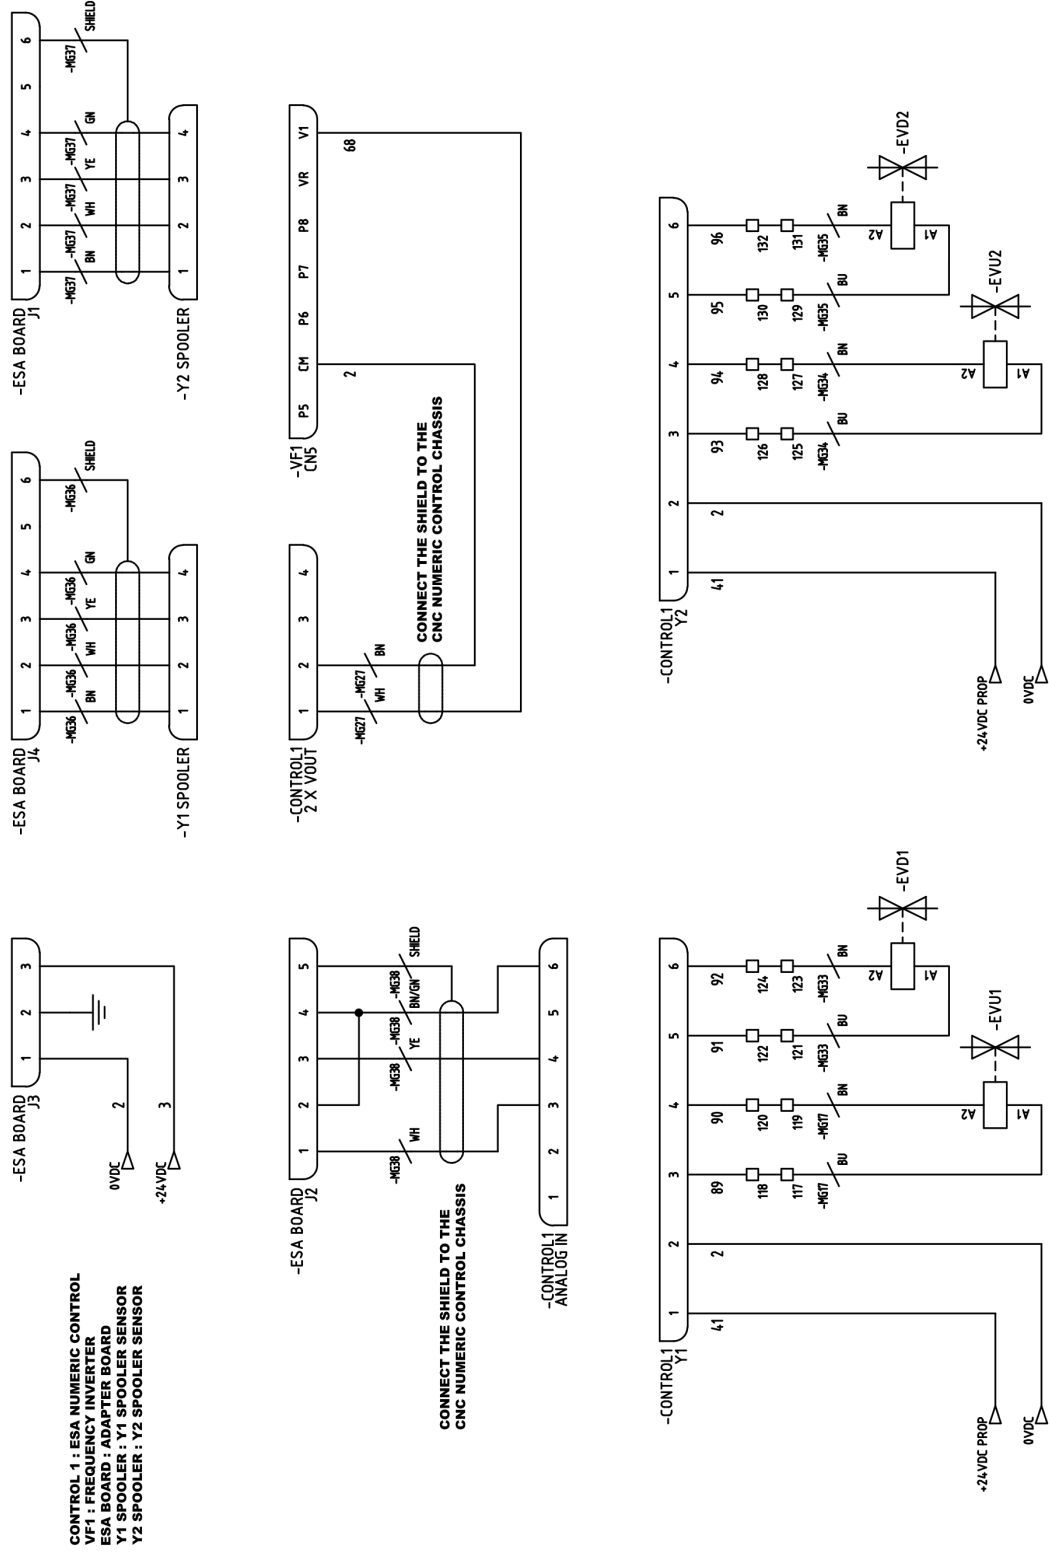 CONTROL 1 : ESA NUMERIC CONTROL
VF1 : FREQUENCY INVERTER
ESA BOARD : ADAPTER BOARD
Y1 SPOOLER : Y1 SPOOLER SENSOR
Y2 SPOOLER : Y2 SPOOLER SENSOR
-ESA BOARD
J3
1 2 3
2
3
0VDC
+24VDC
-ESA BOARD
J4
1 2 3 4 5 6
-MG36 BN
-MG36 WH
-MG36 YE
-MG36 GN
-MG36 SHIELD
1 2 3 4
-Y1 SPOOLER
-ESA BOARD
J1
1 2 3 4 5 6
-MG37 BN
-MG37 WH
-MG37 YE
-MG37 GN
-MG37 SHIELD
1 2 3 4
-Y2 SPOOLER
-ESA BOARD
J2
1 2 3 4 5
-MG38 WH
-MG38 YE
-MG38 BN/GN
-MG38 SHIELD
CONNECT THE SHIELD TO THE
CNC NUMERIC CONTROL CHASSIS
1 2 3 4 5 6
-CONTROL1
ANALOG IN
-CONTROL1
2 X VOUT
1 2 3 4
-MG27 WH
-MG27 BN
CONNECT THE SHIELD TO THE
CNC NUMERIC CONTROL CHASSIS
-VF1
CN5
P5 CM P6 P7 P8 VR V1
2
68
-CONTROL1
Y1
1 2 3 4 5 6
41 2 89 90 91 92
118 120 122 124
117 119 121 123
-MG17 BU
-MG17 BN
-MG33 BU
-MG33 BN
A2 A1
-EVU1
A2 A1
-EVD1
+24VDC PROP
0VDC
-CONTROL1
Y2
1 2 3 4 5 6
41 2 93 94 95 96
126 128 130 132
125 127 129 131
-MG34 BU
-MG34 BN
-MG35 BU
-MG35 BN
A2 A1
-EVU2
A2 A1
-EVD2
+24VDC PROP
0VDC